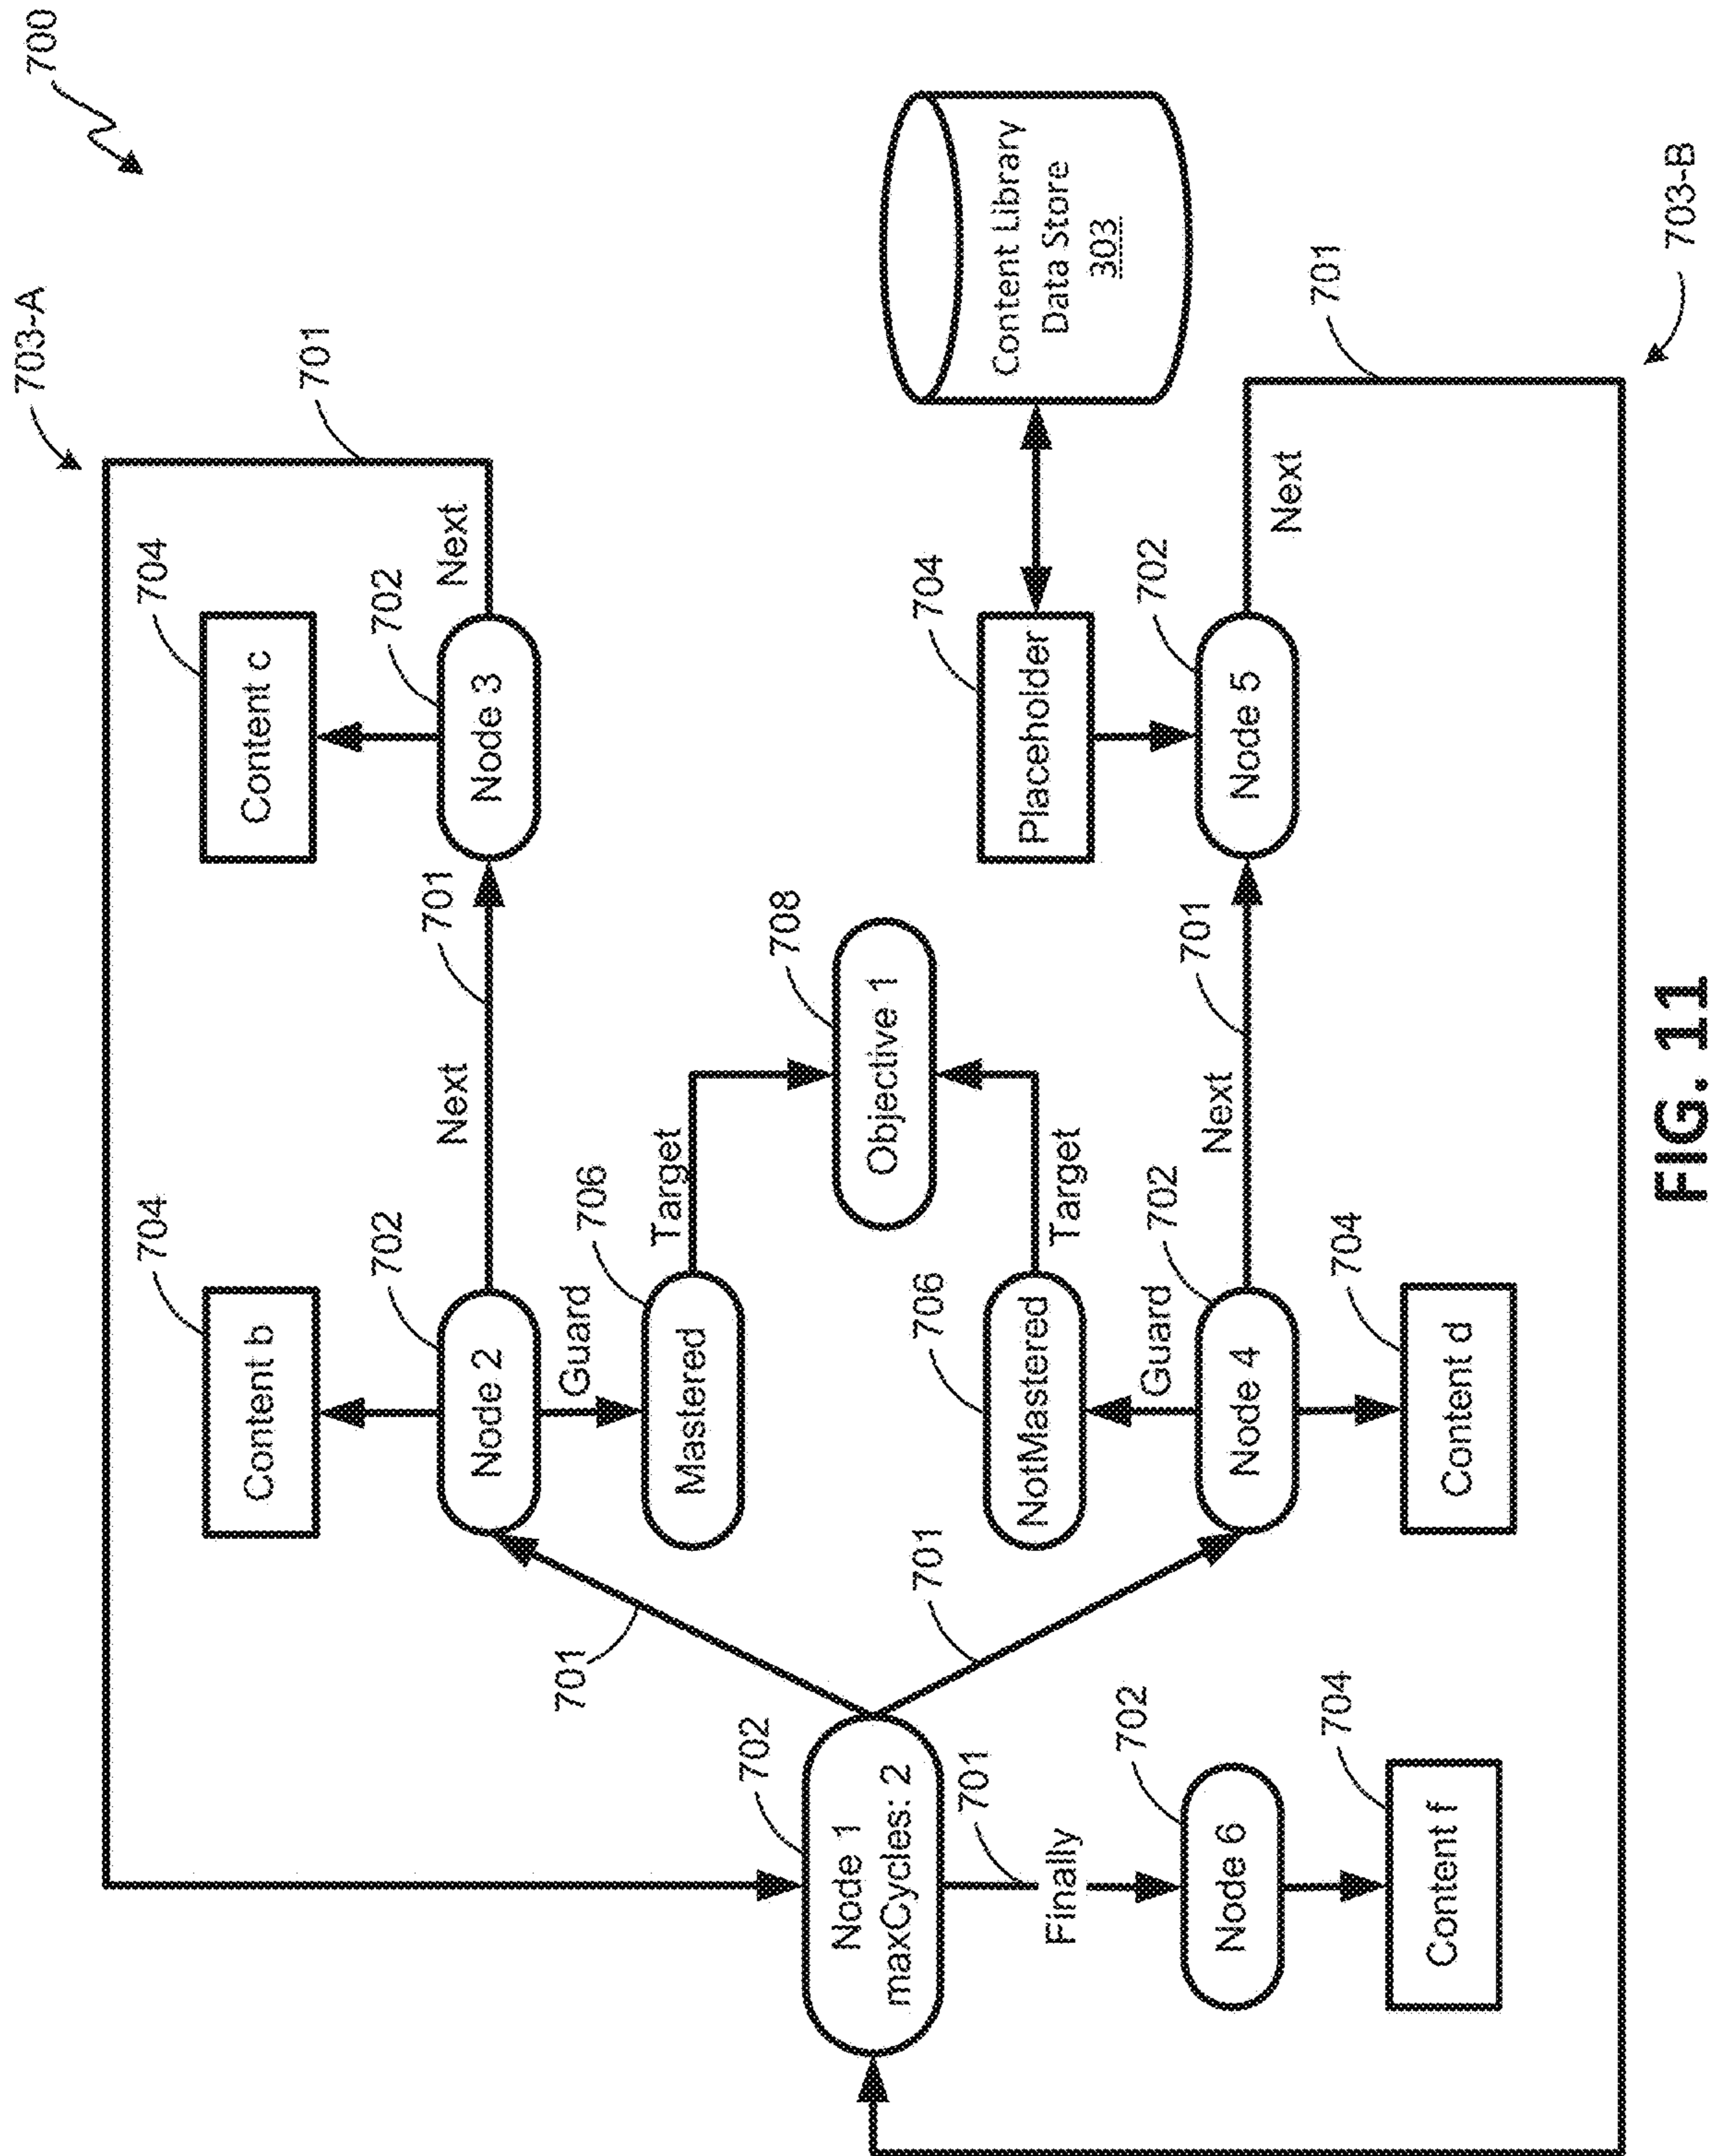 700
703-A
701
704
Content b
704
Content c
702
Node 2
Next
701
702
Node 3
Next
Guard
706
Mastered
Target
701
702
Node 1
maxCycles: 2
708
Objective 1
Content Library
Data Store
303
701
Finally
701
706
NotMastered
Target
704
Placeholder
702
Node 6
Guard
702
Node 4
Next
701
702
Node 5
Next
701
704
Content f
704
Content d
703-B
FIG. 11